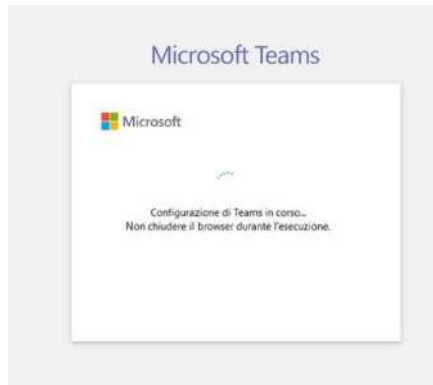 Microsoft Teams
Microsoft
Configurazione di Teams in corso...
Non chiudere il browser durante l'esecuzione.